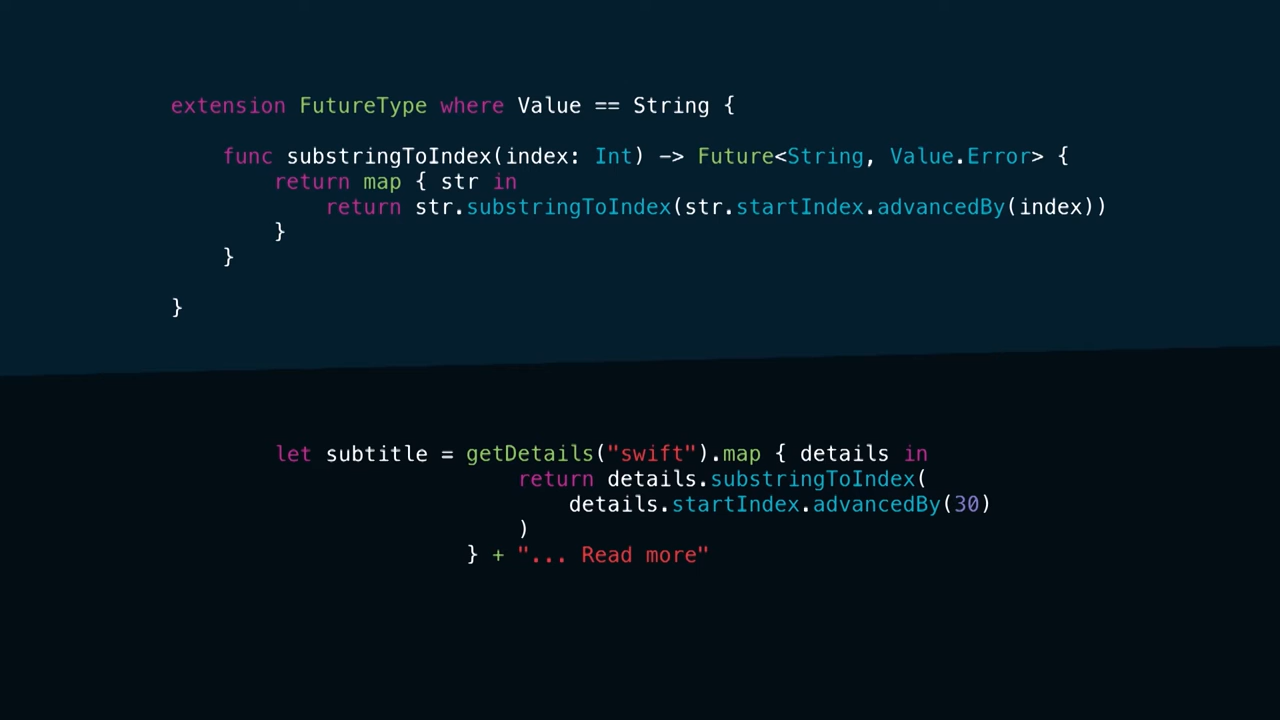 extension FutureType where Value == String {
func substringToIndex(index: Int) -> Future<String, Value.Error> {
return map { str in
return str.substringToIndex(str.startIndex.advancedBy(index))
}
}
}
let subtitle = getDetails("swift").map { details in
return details.substringToIndex(
details.startIndex.advancedBy(30)
)
} + "... Read more"